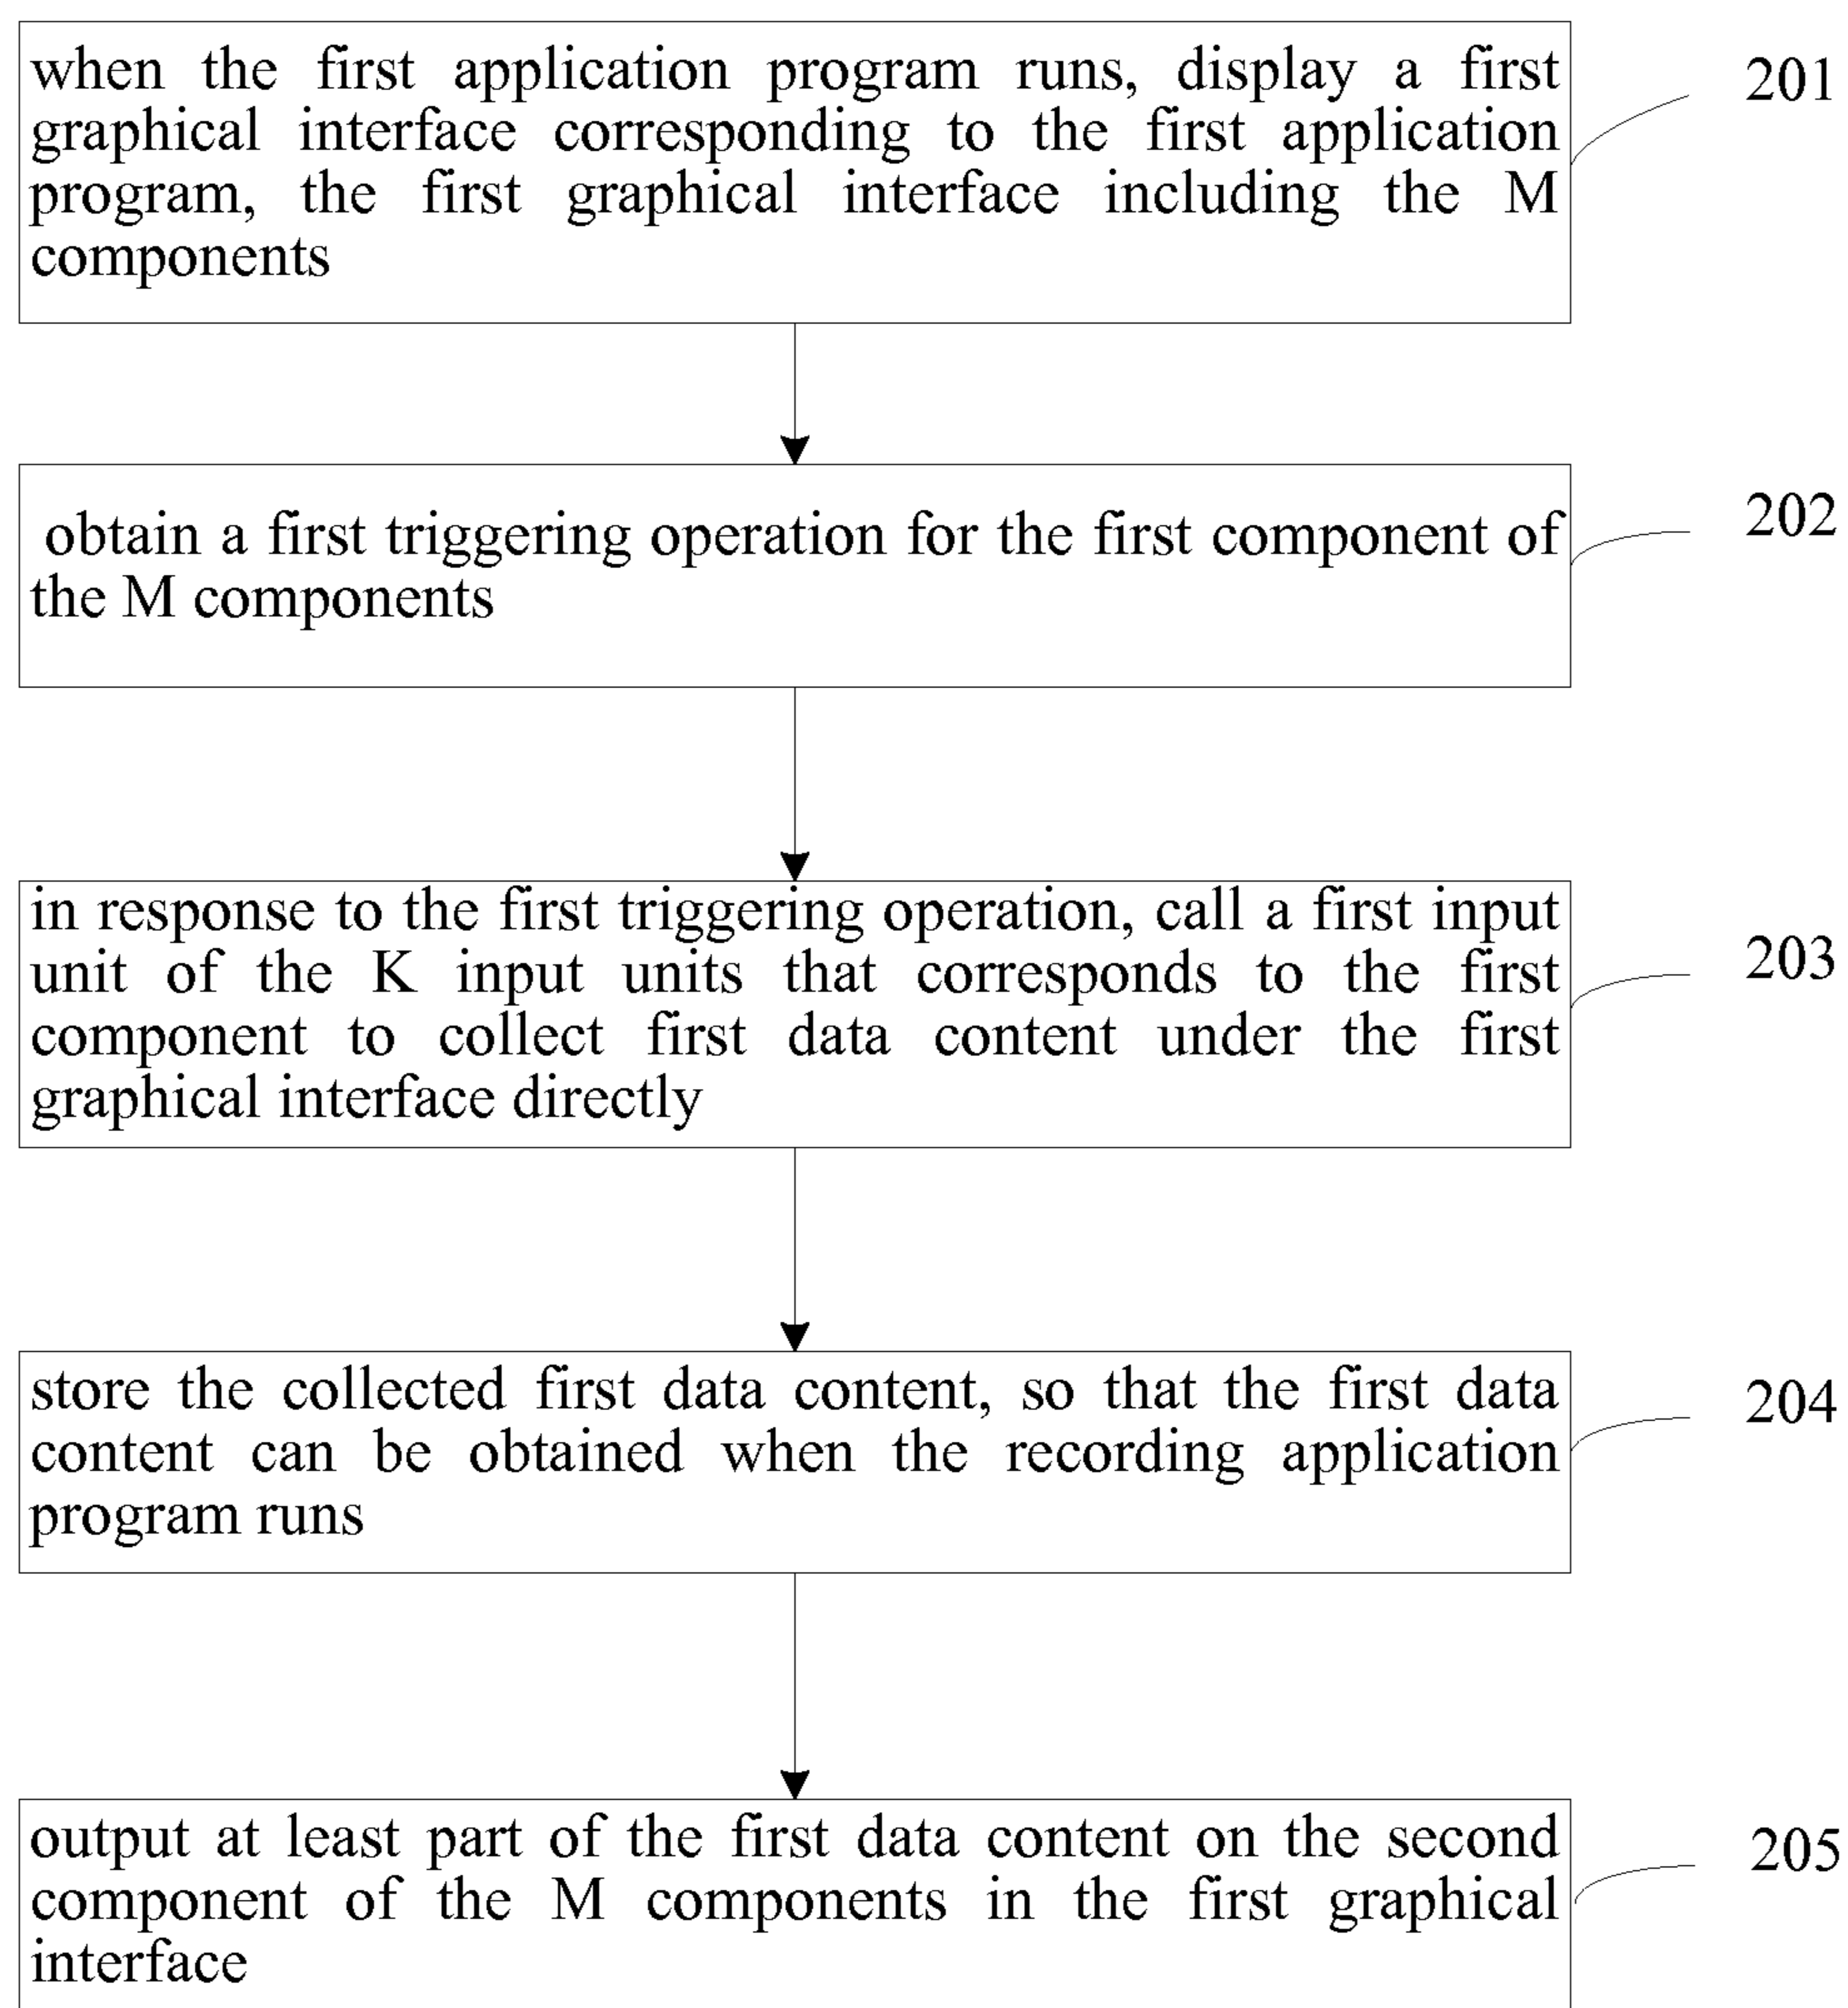 when the first application program runs, display a first
201
graphical interface corresponding to the first application
program, the first graphical interface including the M
components
202
obtain a first triggering operation for the first component of
the M components
in response to the first triggering operation, call a first input
203
unit of the K input units that corresponds to the first
component to collect first data content under the first
graphical interface directly
store the collected first data content, so that the first data
204
content can be obtained when the recording application
program runs
output at least part of the first data content on the second
205
component of the M components in the first graphical
interface